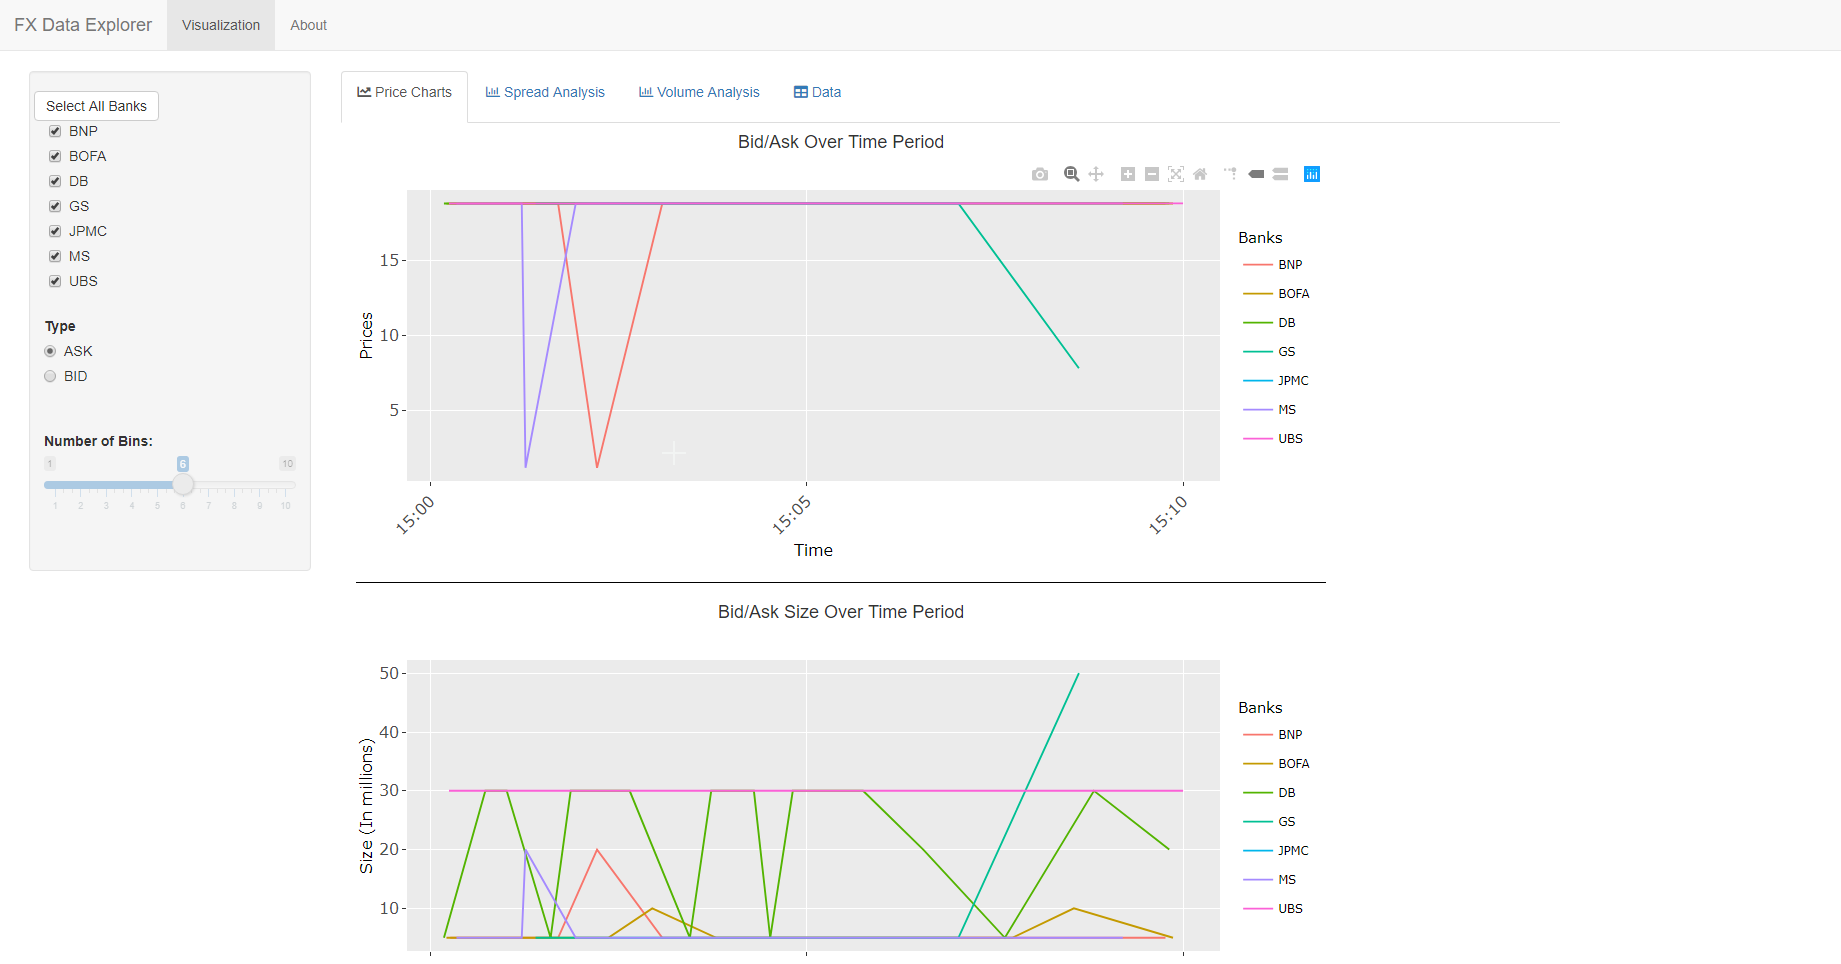 FX Data Explorer Visualization About
Select All Banks
BNP
BOFA
DB
GS
JPMC
MS
UBS
Type
ASK
BID
Number of Bins:
1 6 10
1 2 3 4 5 6 7 8 9 10
Price Charts Spread Analysis Volume Analysis Data
Bid/Ask Over Time Period
15
10
5
Prices
15:00 15:05 15:10
Time
Banks
BNP
BOFA
DB
GS
JPMC
MS
UBS
Bid/Ask Size Over Time Period
50
40
30
20
10
Size (In millions)
Banks
BNP
BOFA
DB
GS
JPMC
MS
UBS